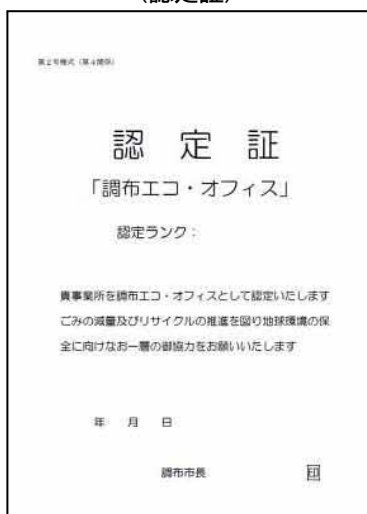 (認定証)
第2号様式(第4関係)
認定証
「調布エコ・オフィス」
認定ランク:
貴事業所を調布エコ・オフィスとして認定いたします
ごみの減量及びリサイクルの推進を図り地球環境の保
全に向けなお一層の御協力をお願いいたします
年 月 日
調布市長 印